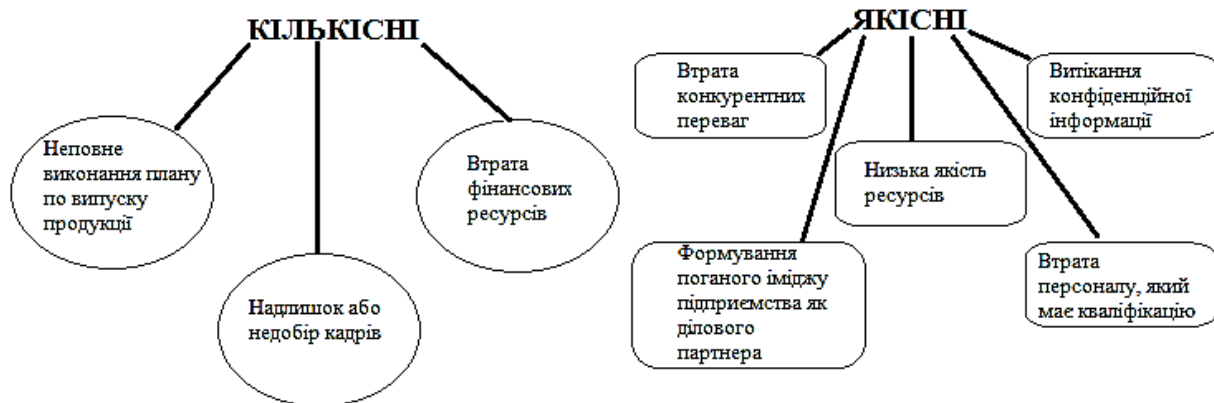 КІЛЬКІСНІ
Неповне
виконання плану
по випуску
продукції
Надлишок або
недобір кадрів
Втрата
фінансових
ресурсів
ЯКІСНІ
Втрата
конкурентних
переваг
Формування
поганого іміджу
підприємства як
ділового
партнера
Низька якість
ресурсів
Втрата
персоналу, який
має кваліфікацію
Витікання
конфіденційної
інформації